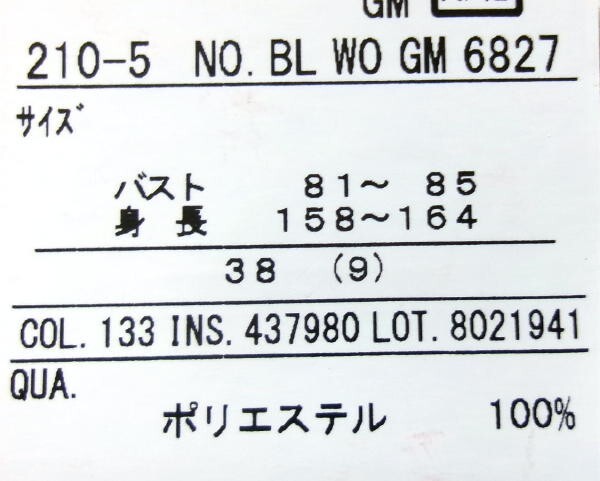 GM
210-5 NO. BL WO GM 6827
サイズ
バスト 81～ 85
身 長 158～164
38 (9)
COL. 133 INS. 437980 LOT. 8021941
QUA.
ポリエステル 100%